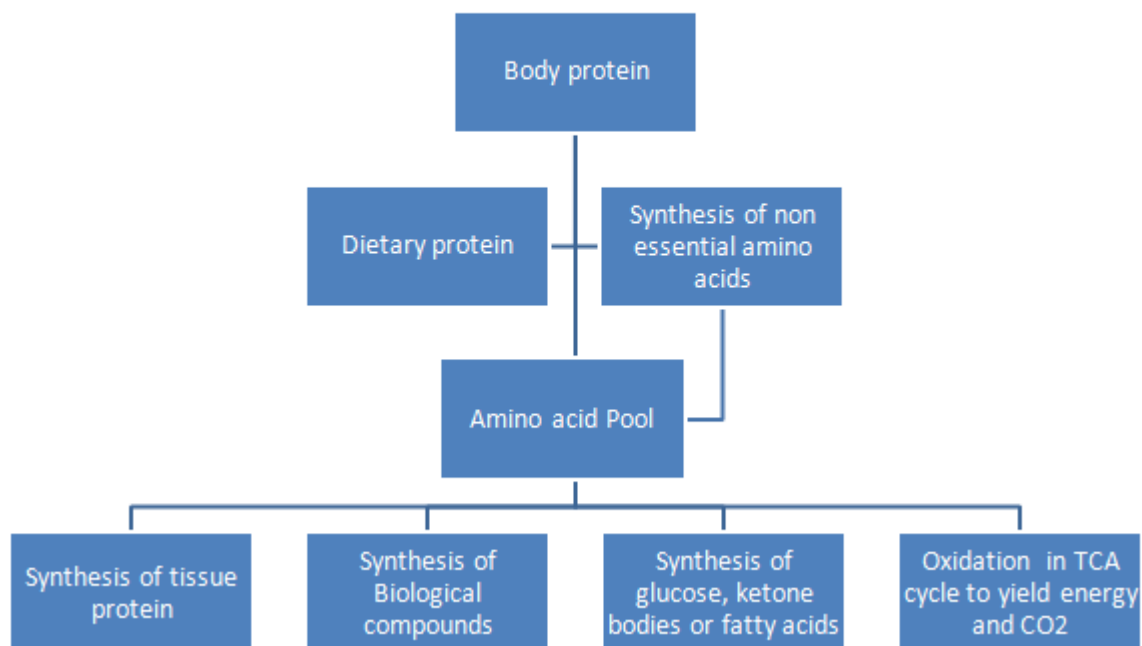 Body protein
Dietary protein
Synthesis of non
essential amino
acids
Amino acid Pool
Synthesis of tissue
protein
Synthesis of
Biological
compounds
Synthesis of
glucose, ketone
bodies or fatty acids
Oxidation in TCA
cycle to yield energy
and CO2